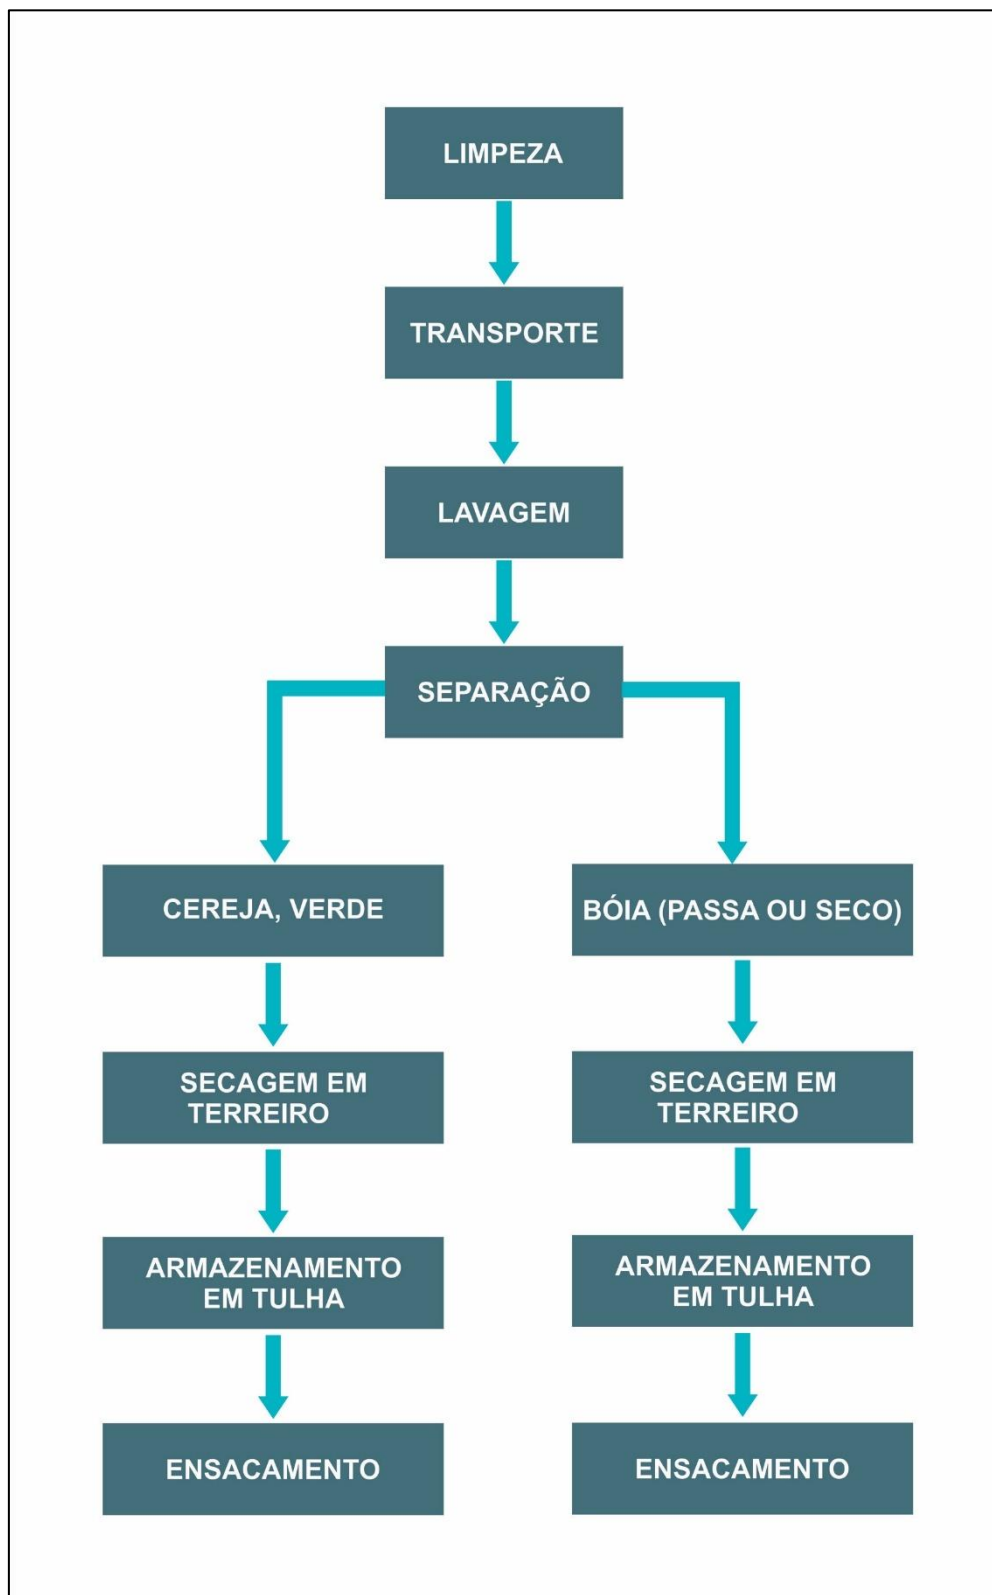 LIMPEZA
TRANSPORTE
LAVAGEM
SEPARAÇÃO
CEREJA, VERDE
BÓIA (PASSA OU SECO)
SECAGEM EM
TERREIRO
SECAGEM EM
TERREIRO
ARMAZENAMENTO
EM TULHA
ARMAZENAMENTO
EM TULHA
ENSACAMENTO
ENSACAMENTO